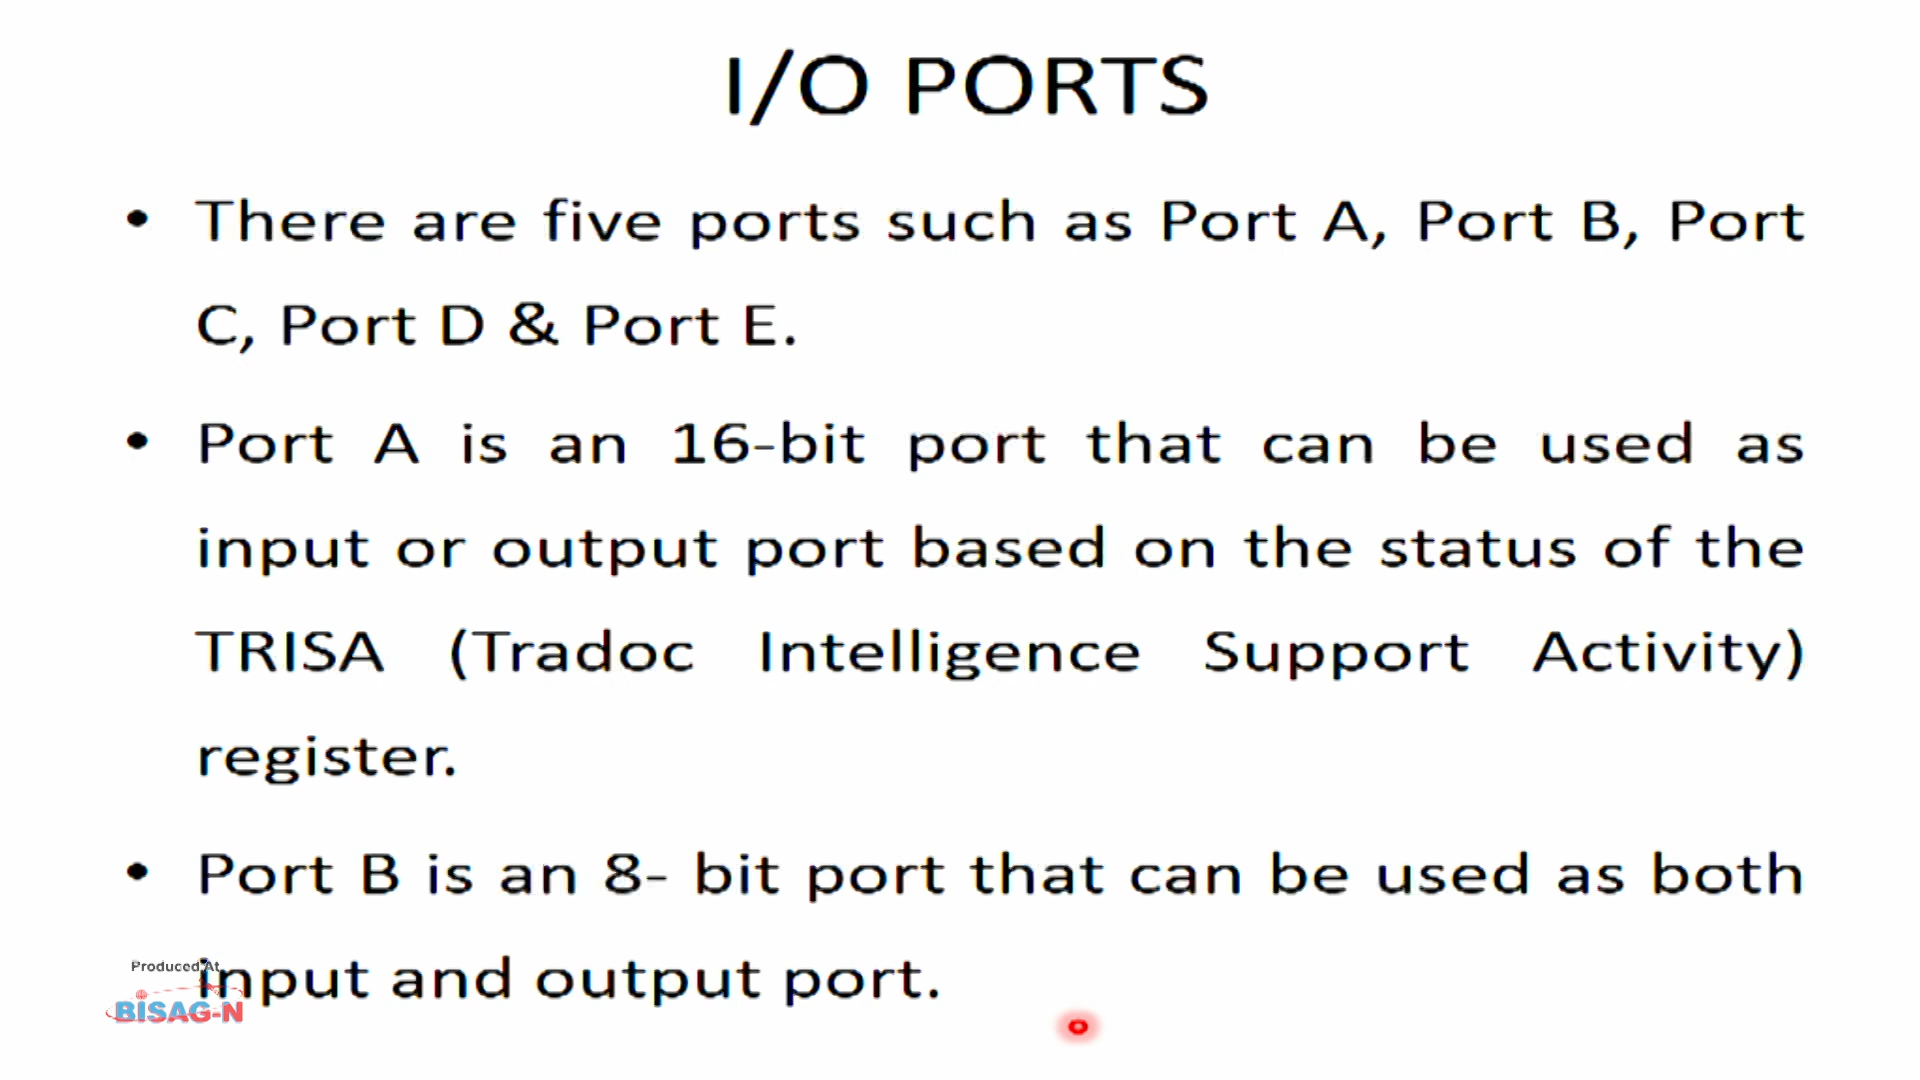 I/O PORTS
• There are five ports such as Port A, Port B, Port
C, Port D & Port E.
• Port A is an 16-bit port that can be used as
input or output port based on the status of the
TRISA (Tradoc Intelligence Support Activity)
register.
• Port B is an 8- bit port that can be used as both
input and output port.
Produced At
BISAG-N